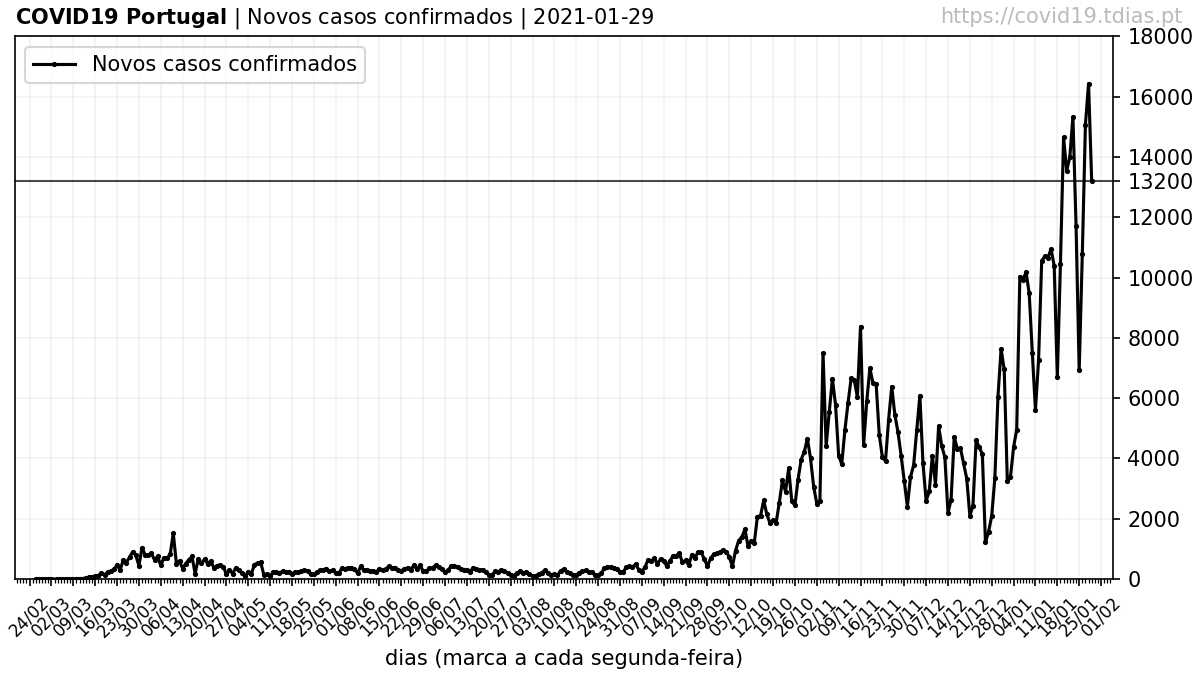 COVID19 Portugal | Novos casos confirmados | 2021-01-29
https://covid19.tdias.pt
Novos casos confirmados
18000
16000
14000
13200
12000
10000
8000
6000
4000
2000
0
24/02 02/03 09/03 16/03 23/03 30/03 06/04 13/04 20/04 27/04 04/05 11/05 18/05 25/05 01/06 08/06 15/06 22/06 29/06 06/07 13/07 20/07 27/07 03/08 10/08 17/08 24/08 31/08 07/09 14/09 21/09 28/09 05/10 12/10 19/10 26/10 02/11 09/11 16/11 23/11 30/11 07/12 14/12 21/12 28/12 04/01 11/01 18/01 25/01 01/02
dias (marca a cada segunda-feira)